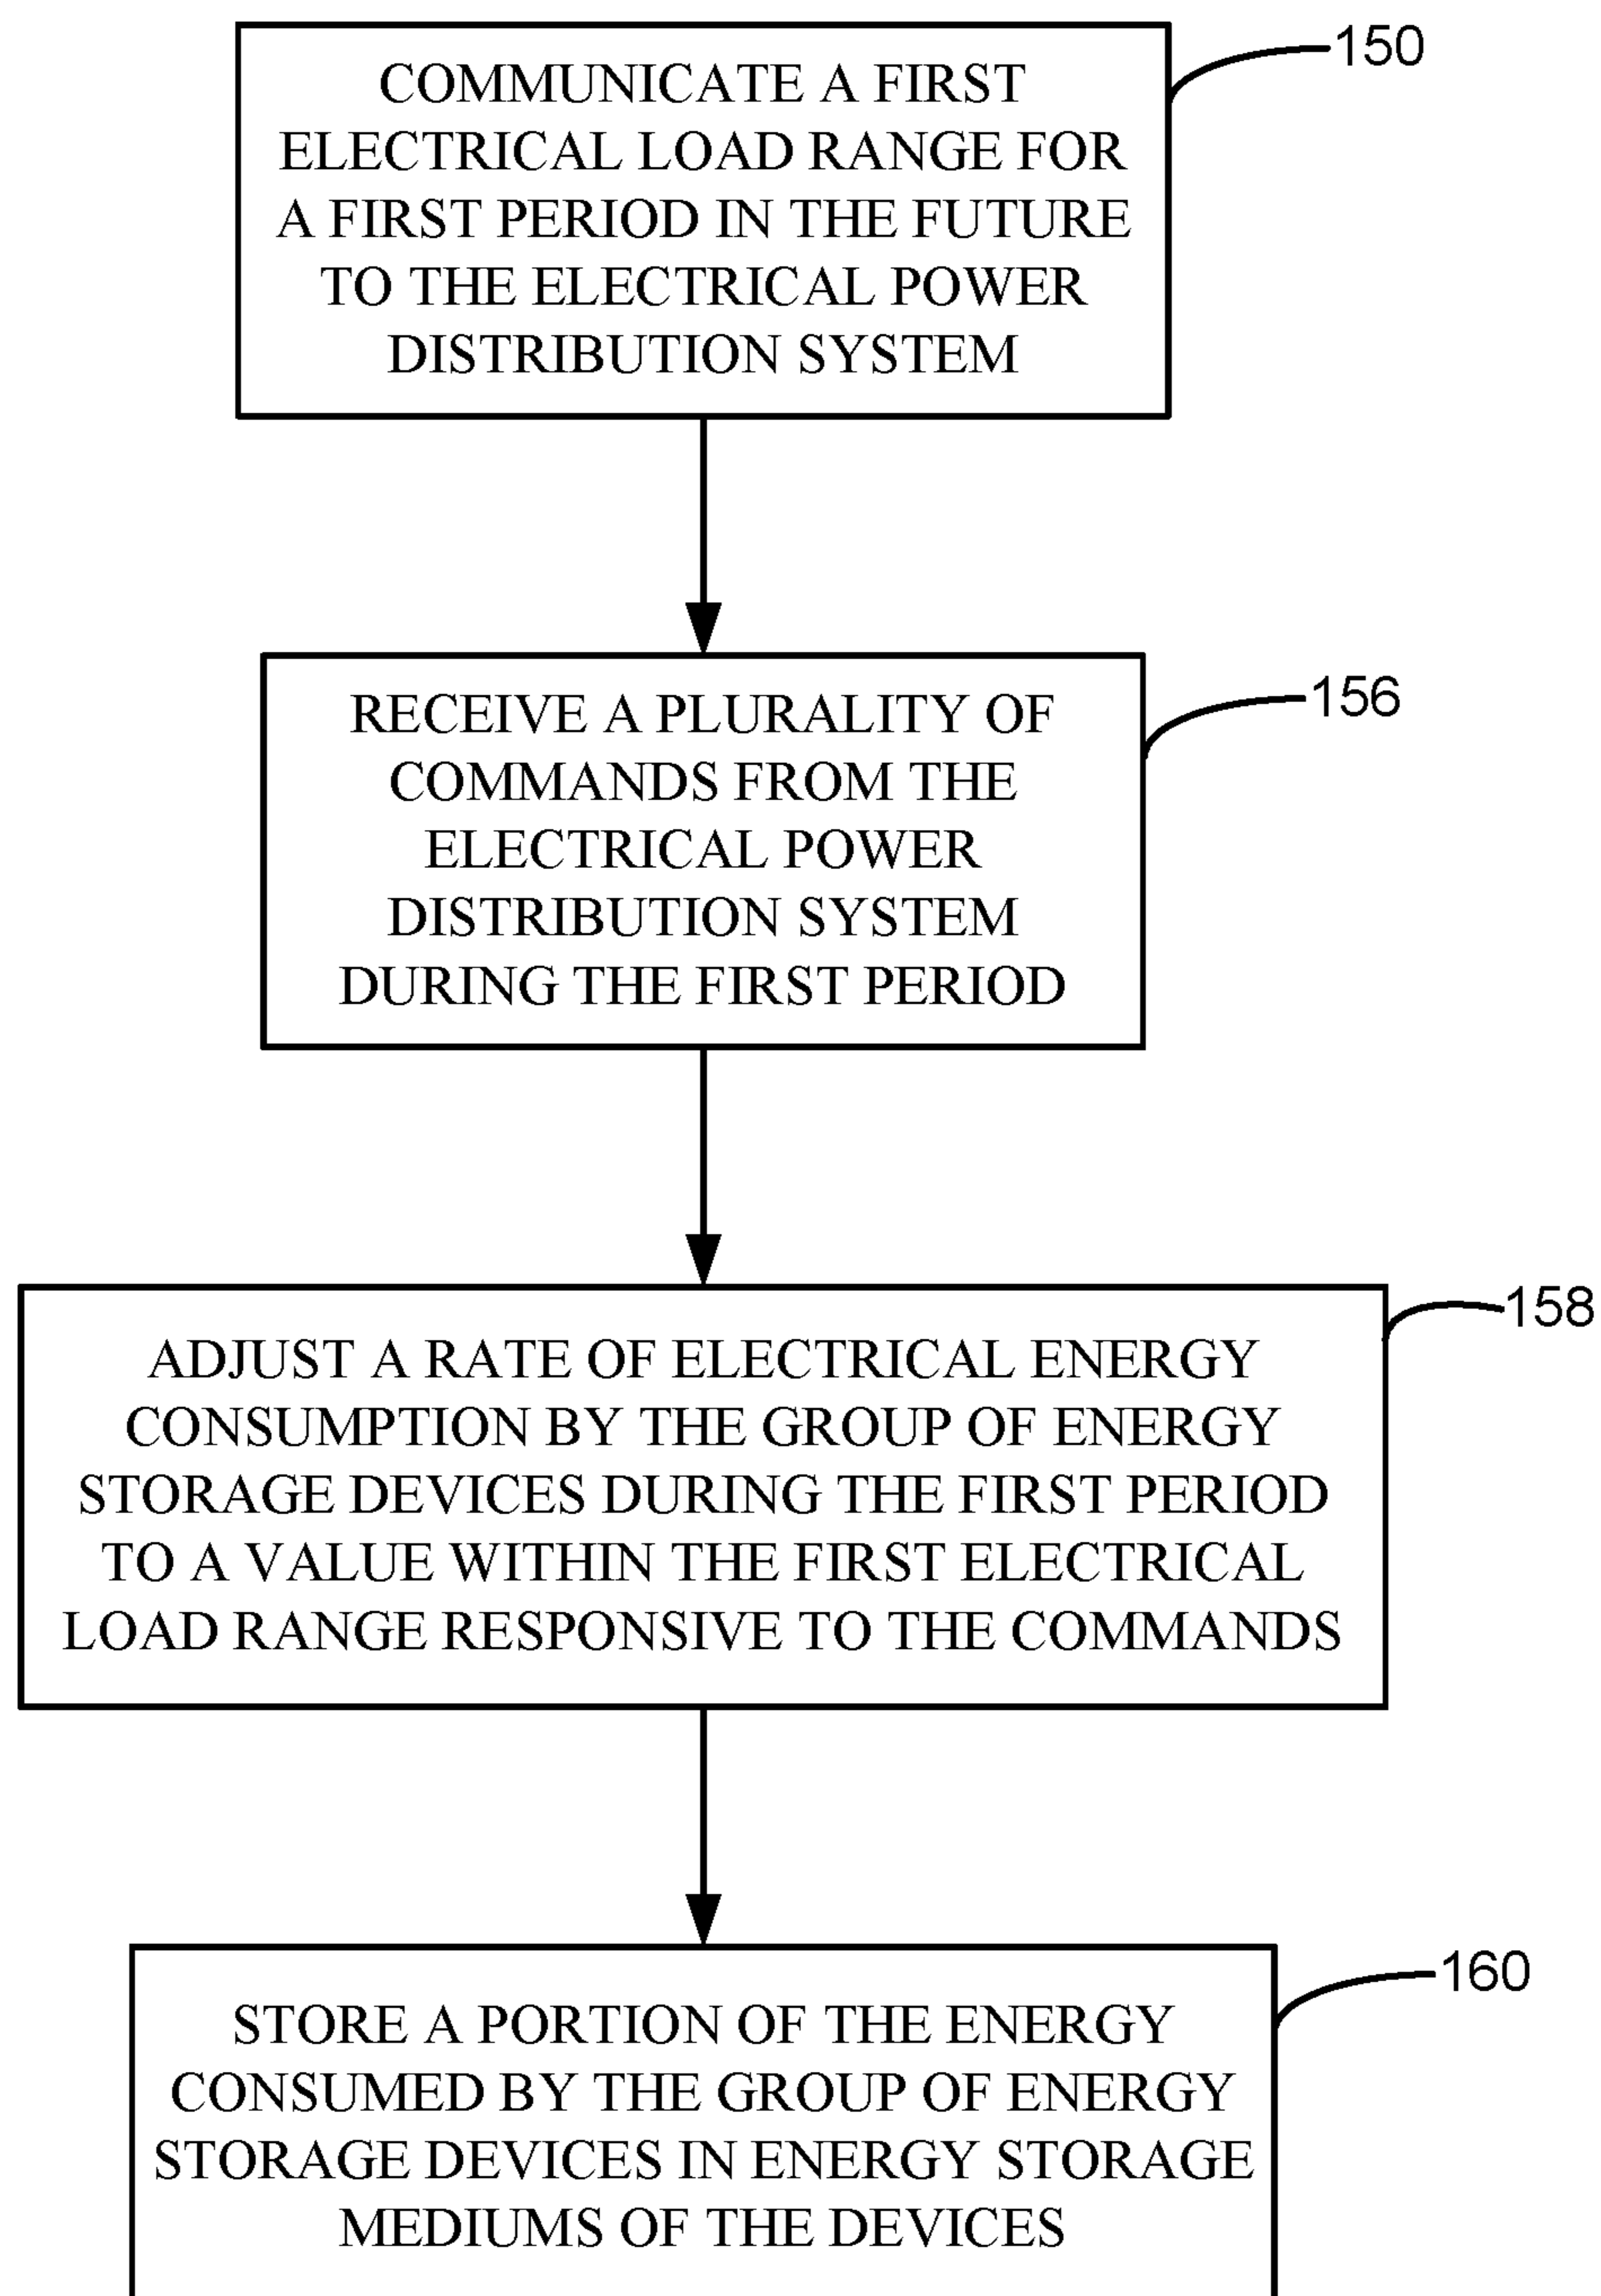 COMMUNICATE A FIRST
ELECTRICAL LOAD RANGE FOR
A FIRST PERIOD IN THE FUTURE
TO THE ELECTRICAL POWER
DISTRIBUTION SYSTEM
150
RECEIVE A PLURALITY OF
COMMANDS FROM THE
ELECTRICAL POWER
DISTRIBUTION SYSTEM
DURING THE FIRST PERIOD
156
ADJUST A RATE OF ELECTRICAL ENERGY
CONSUMPTION BY THE GROUP OF ENERGY
STORAGE DEVICES DURING THE FIRST PERIOD
TO A VALUE WITHIN THE FIRST ELECTRICAL
LOAD RANGE RESPONSIVE TO THE COMMANDS
158
STORE A PORTION OF THE ENERGY
CONSUMED BY THE GROUP OF ENERGY
STORAGE DEVICES IN ENERGY STORAGE
MEDIUMS OF THE DEVICES
160